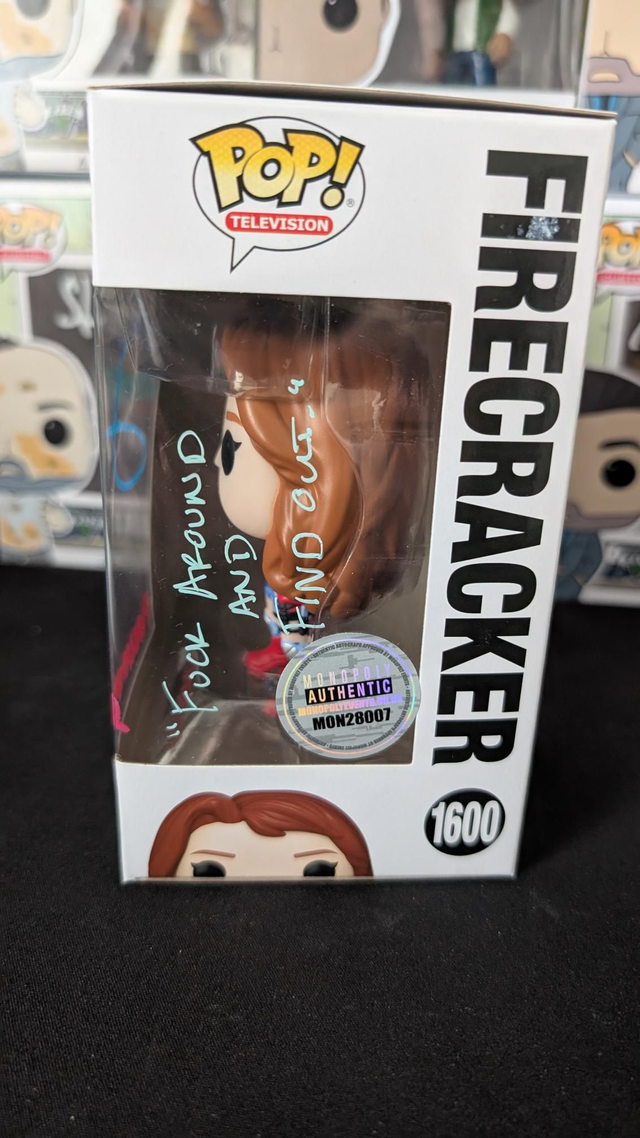 POP!
TELEVISION
FIRECRACKER
1600
"FUCK AROUND
AND
FIND OUT."
MONOPOLY
AUTHENTIC
MON28007